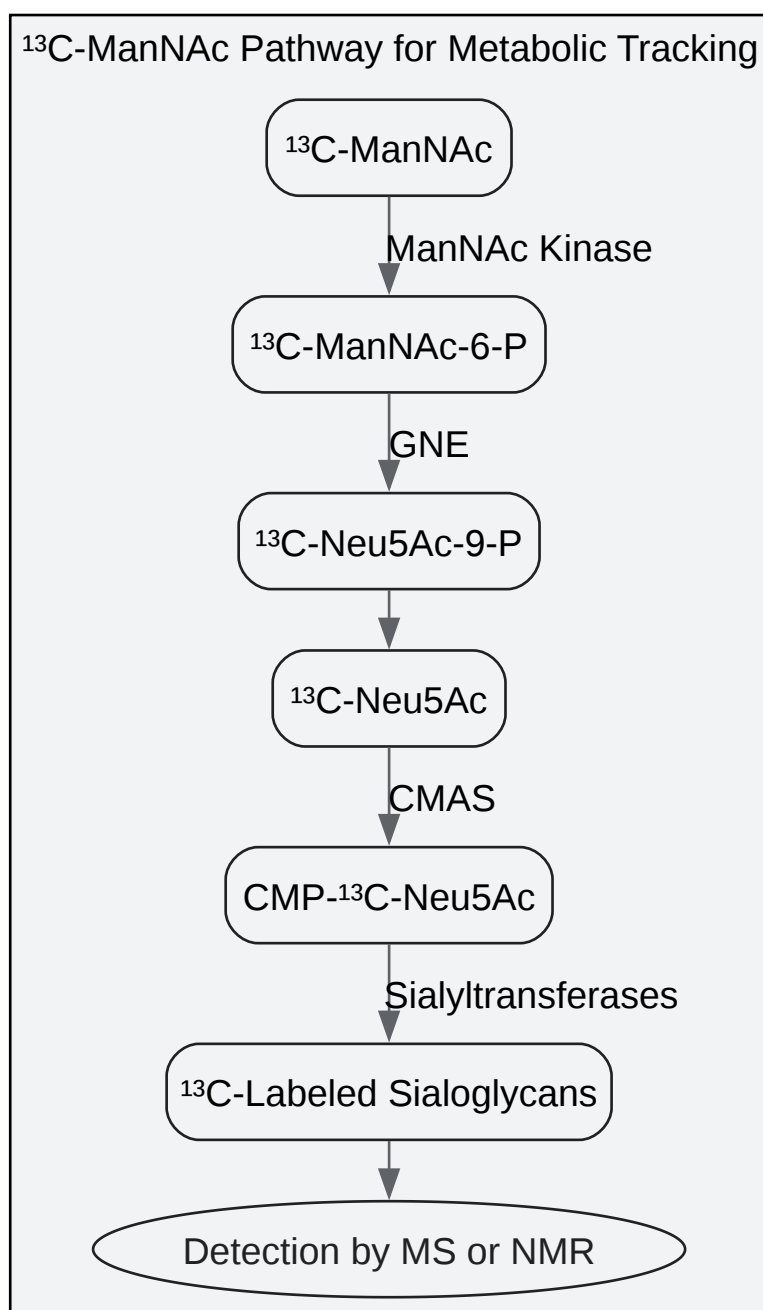 ¹³C-ManNAc Pathway for Metabolic Tracking
¹³C-ManNAc
ManNAc Kinase
¹³C-ManNAc-6-P
GNE
¹³C-Neu5Ac-9-P
¹³C-Neu5Ac
CMAS
CMP-¹³C-Neu5Ac
Sialyltransferases
¹³C-Labeled Sialoglycans
Detection by MS or NMR